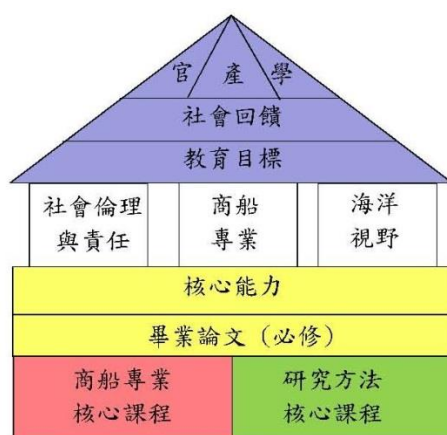 官 產 學
社會回饋
教育目標
社會倫理
與責任
商船
專業
海洋
視野
核心能力
畢業論文（必修）
商船專業
核心課程
研究方法
核心課程